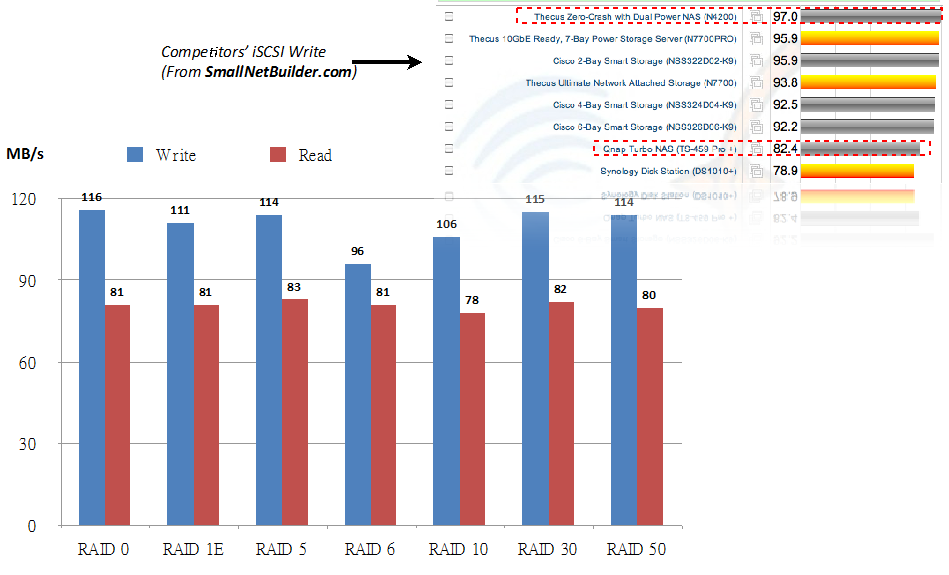 Thecus Zero-Crash with Dual Power NAS (N4200) 97.0
Thecus 10GbE Ready, 7-Bay Power Storage Server (N7700PRO) 95.9
Cisco 2-Bay Smart Storage (NSS322D02-K9) 95.9
Thecus Ultimate Network Attached Storage (N7700) 93.8
Cisco 4-Bay Smart Storage (NSS324D04-K9) 92.5
Cisco 6-Bay Smart Storage (NSS326D06-K9) 92.2
Qnap Turbo NAS (TS-459 Pro +) 82.4
Synology Disk Station (DS1010+) 78.9
Competitors’ iSCSI Write
(From SmallNetBuilder.com)
MB/s
Write Read
120
90
60
30
0
116 81
111 81
114 83
96 81
106 78
115 82
114 80
RAID 0 RAID 1E RAID 5 RAID 6 RAID 10 RAID 30 RAID 50